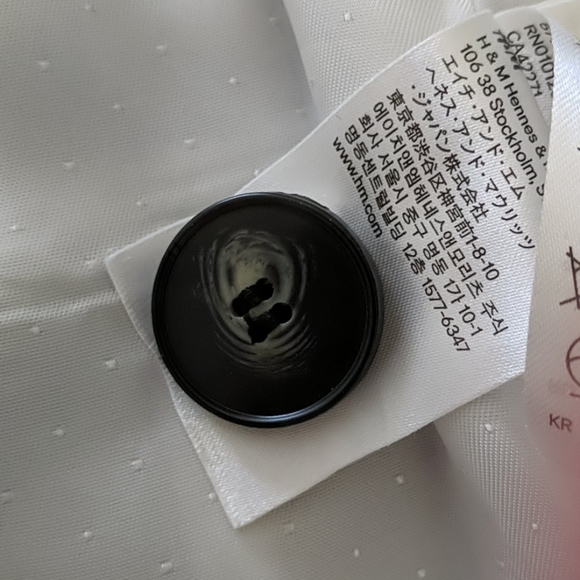 RN0101
CA42271
H & M Hennes &
106 38 Stockholm, S
エイチ・アンド・エム
ヘネス・アンド・マウリッツ
・ジャパン株式会社
東京都渋谷区神宮前1-8-10
에이치앤엠헤네스앤모리츠 주식
회사 서울시 중구 명동 1가 10-1
명동센트럴빌딩 12층 1577-6347
www.hm.com
KR